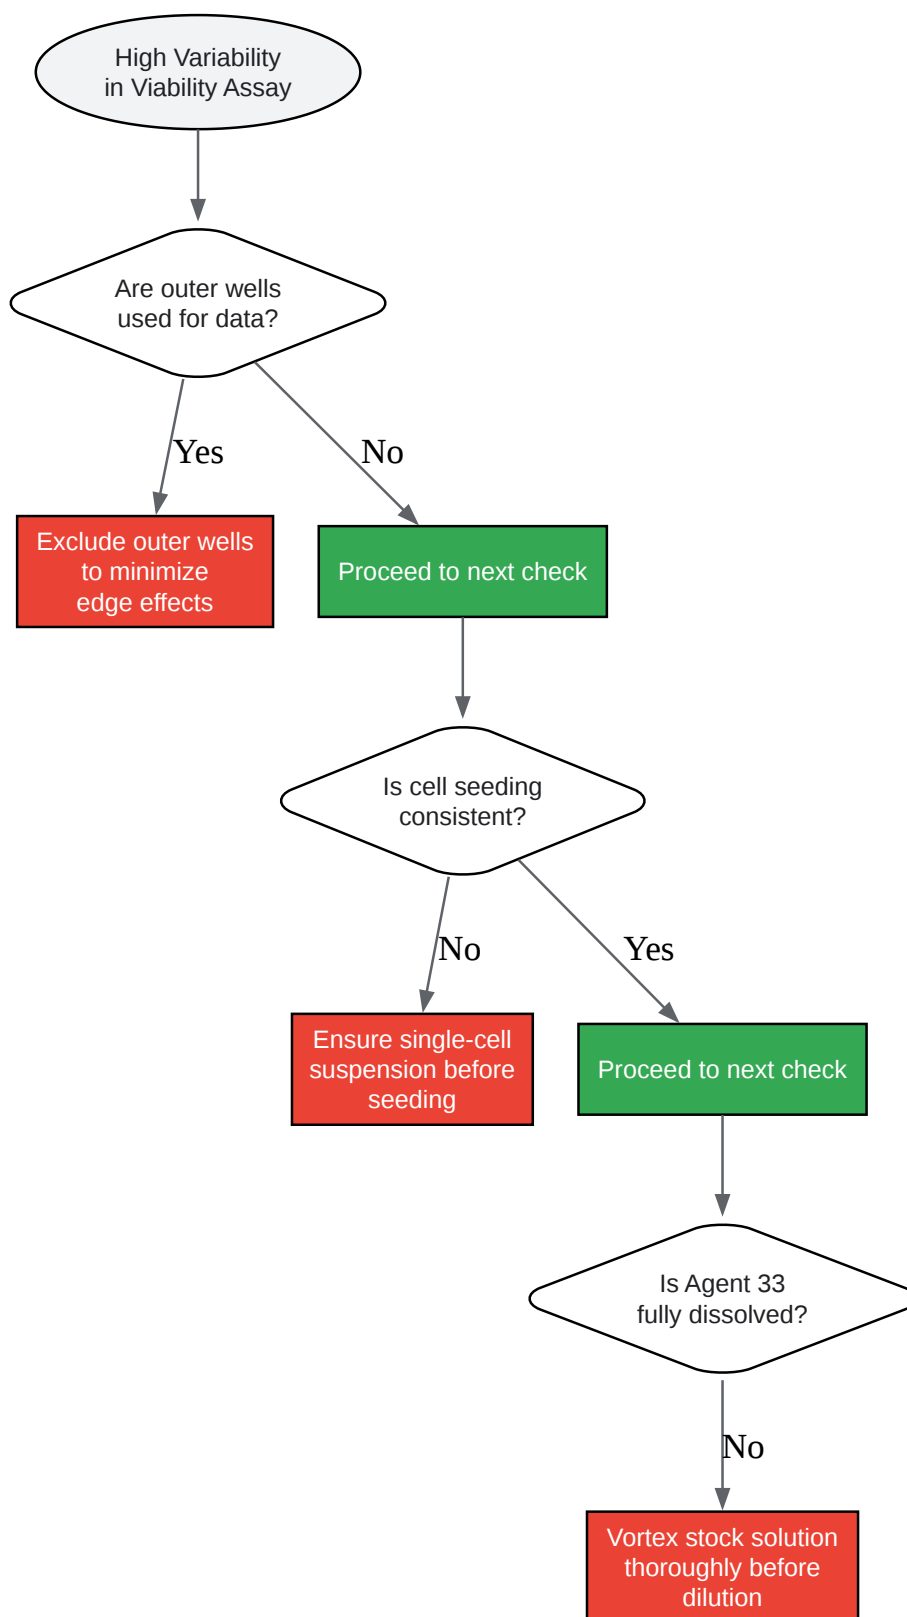 High Variability
in Viability Assay
Are outer wells
used for data?
Yes
No
Exclude outer wells
to minimize
edge effects
Proceed to next check
Is cell seeding
consistent?
No
Yes
Ensure single-cell
suspension before
seeding
Proceed to next check
Is Agent 33
fully dissolved?
No
Vortex stock solution
thoroughly before
dilution